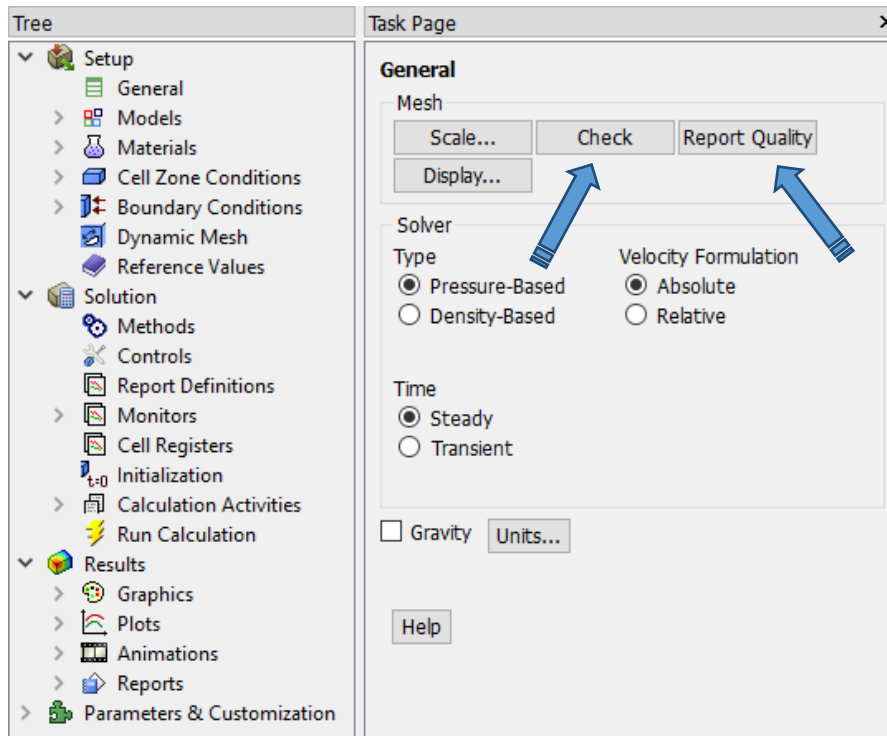 Tree
Setup
General
Models
Materials
Cell Zone Conditions
Boundary Conditions
Dynamic Mesh
Reference Values
Solution
Methods
Controls
Report Definitions
Monitors
Cell Registers
t=0 Initialization
Calculation Activities
Run Calculation
Results
Graphics
Plots
Animations
Reports
Parameters & Customization
Task Page
General
Mesh
Scale... Check Report Quality
Display...
Solver
Type Velocity Formulation
Pressure-Based Absolute
Density-Based Relative
Time
Steady
Transient
Gravity Units...
Help